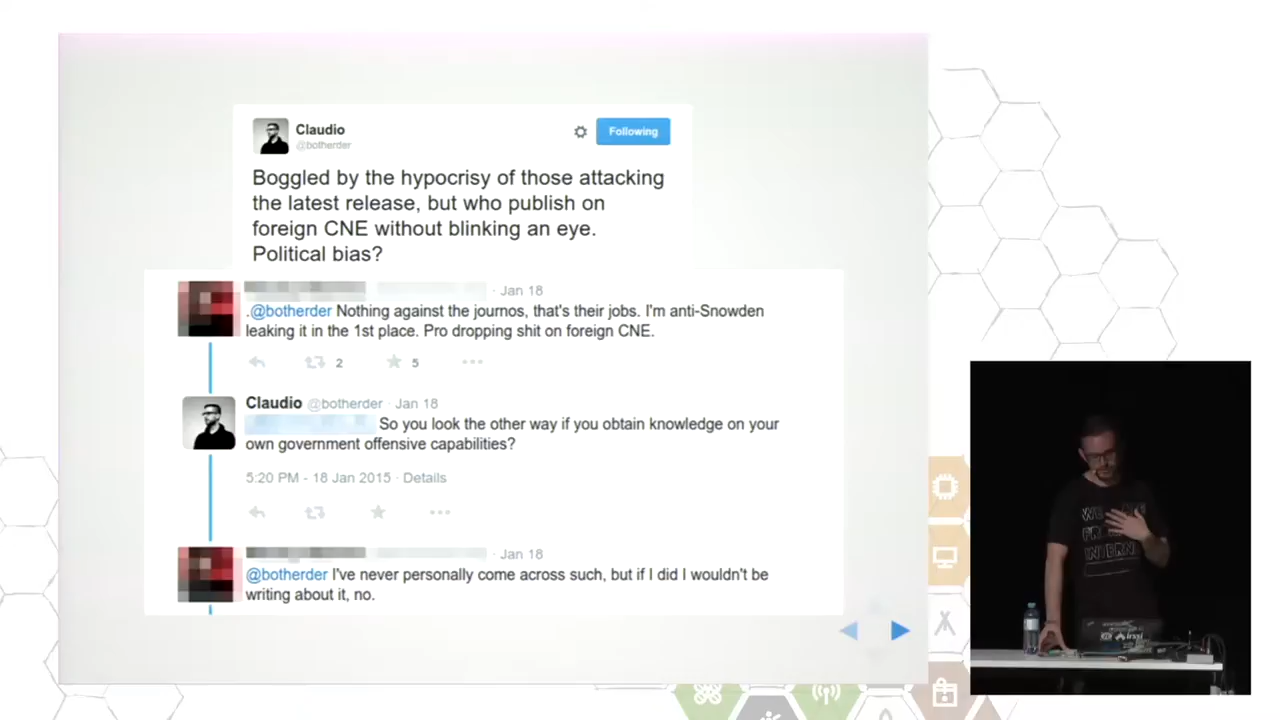 Claudio
@botherder
Following
Boggled by the hypocrisy of those attacking
the latest release, but who publish on
foreign CNE without blinking an eye.
Political bias?
· Jan 18
.@botherder Nothing against the journos, that's their jobs. I'm anti-Snowden
leaking it in the 1st place. Pro dropping shit on foreign CNE.
2 5
Claudio @botherder · Jan 18
So you look the other way if you obtain knowledge on your
own government offensive capabilities?
5:20 PM - 18 Jan 2015 · Details
· Jan 18
@botherder I've never personally come across such, but if I did I wouldn't be
writing about it, no.
WE